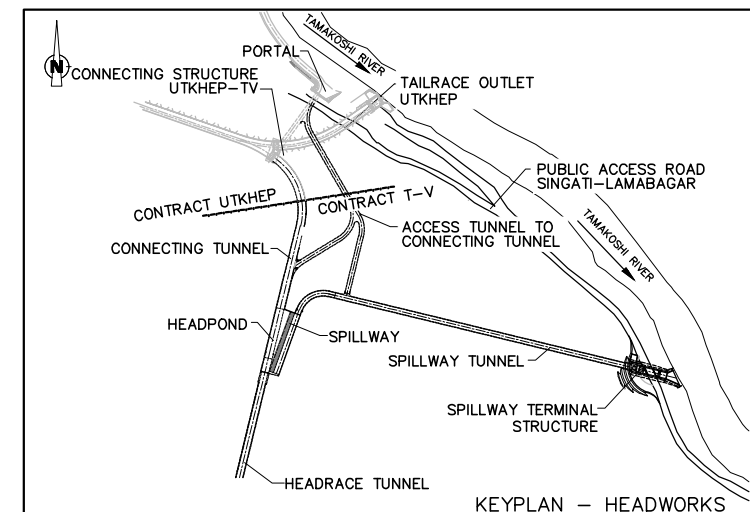 TAMAKOSHI RIVER
PORTAL
N
CONNECTING STRUCTURE
UTKHEP-TV
TAILRACE OUTLET
UTKHEP
PUBLIC ACCESS ROAD
SINGATI-LAMABAGAR
CONTRACT UTKHEP
CONTRACT T-V
TAMAKOSHI RIVER
ACCESS TUNNEL TO
CONNECTING TUNNEL
CONNECTING TUNNEL
HEADPOND
SPILLWAY
SPILLWAY TUNNEL
SPILLWAY TERMINAL
STRUCTURE
HEADRACE TUNNEL
KEYPLAN - HEADWORKS